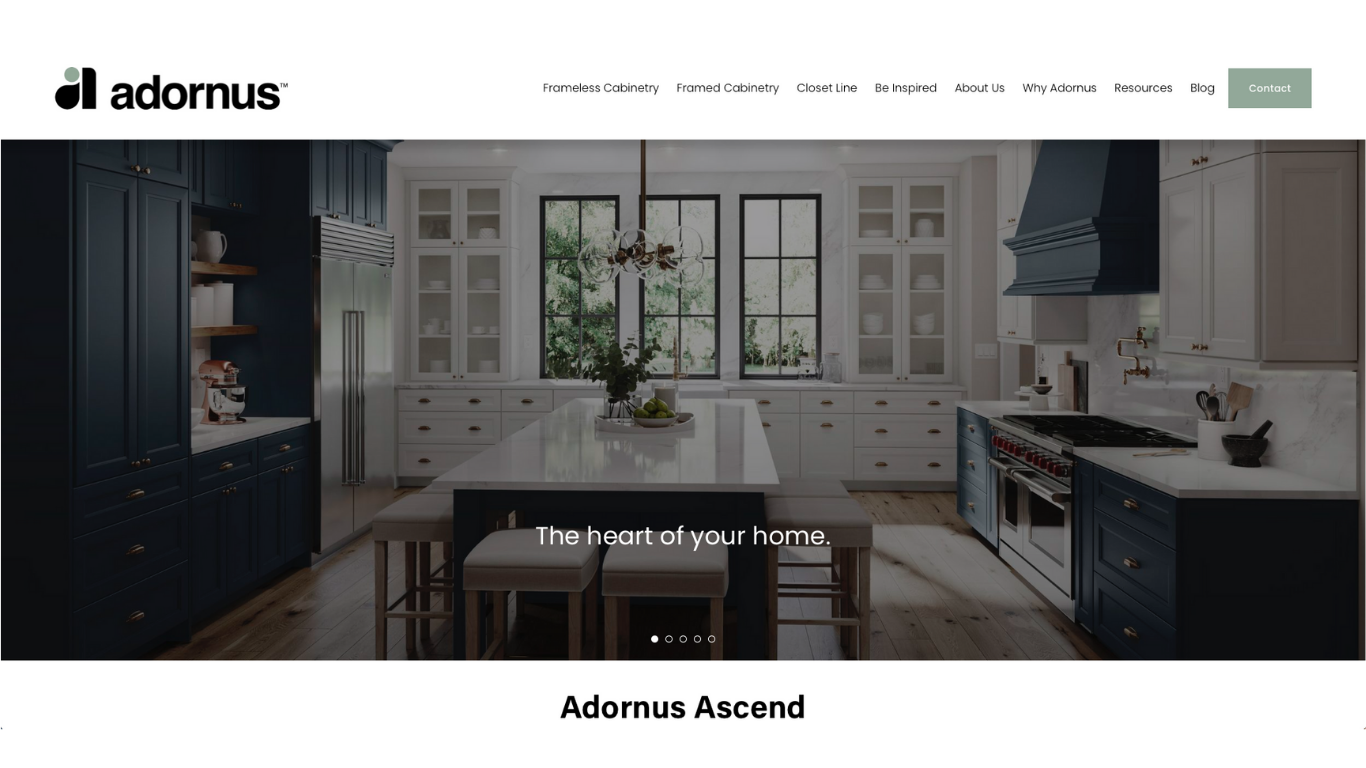 adornus™
Frameless Cabinetry Framed Cabinetry Closet Line Be Inspired About Us Why Adornus Resources Blog Contact
The heart of your home.
Adornus Ascend